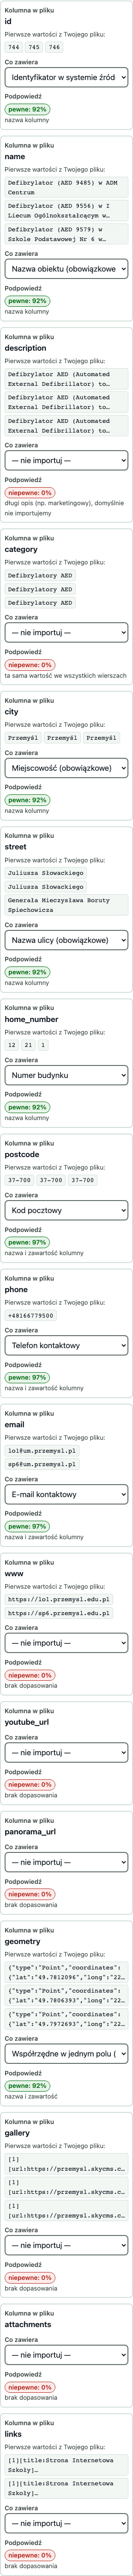 Kolumna w pliku
id
Pierwsze wartości z Twojego pliku:
744 745 746
Co zawiera
Identyfikator w systemie źród
Podpowiedź
pewne: 92%
nazwa kolumny
Kolumna w pliku
name
Pierwsze wartości z Twojego pliku:
Defibrylator (AED 9485) w ADM
Centrum
Defibrylator (AED 9556) w I
Liecum Ogólnokształcącym w…
Defibrylator (AED 9579) w
Szkole Podstawowej Nr 6 w…
Co zawiera
Nazwa obiektu (obowiązkowe
Podpowiedź
pewne: 92%
nazwa kolumny
Kolumna w pliku
description
Pierwsze wartości z Twojego pliku:
Defibrylator AED (Automated
External Defibrillator) to…
Defibrylator AED (Automated
External Defibrillator) to…
Defibrylator AED (Automated
External Defibrillator) to…
Co zawiera
— nie importuj —
Podpowiedź
niepewne: 0%
długi opis (np. marketingowy), domyślnie
nie importujemy
Kolumna w pliku
category
Pierwsze wartości z Twojego pliku:
Defibrylatory AED
Defibrylatory AED
Defibrylatory AED
Co zawiera
— nie importuj —
Podpowiedź
niepewne: 0%
ta sama wartość we wszystkich wierszach
Kolumna w pliku
city
Pierwsze wartości z Twojego pliku:
Przemyśl Przemyśl Przemyśl
Co zawiera
Miejscowość (obowiązkowe)
Podpowiedź
pewne: 92%
nazwa kolumny
Kolumna w pliku
street
Pierwsze wartości z Twojego pliku:
Juliusza Słowackiego
Juliusza Słowackiego
Generała Mieczysława Boruty
Spiechowicza
Co zawiera
Nazwa ulicy (obowiązkowe)
Podpowiedź
pewne: 92%
nazwa kolumny
Kolumna w pliku
home_number
Pierwsze wartości z Twojego pliku:
12 21 1
Co zawiera
Numer budynku
Podpowiedź
pewne: 92%
nazwa kolumny
Kolumna w pliku
postcode
Pierwsze wartości z Twojego pliku:
37-700 37-700 37-700
Co zawiera
Kod pocztowy
Podpowiedź
pewne: 97%
nazwa i zawartość kolumny
Kolumna w pliku
phone
Pierwsze wartości z Twojego pliku:
+48166779500
Co zawiera
Telefon kontaktowy
Podpowiedź
pewne: 97%
nazwa i zawartość kolumny
Kolumna w pliku
email
Pierwsze wartości z Twojego pliku:
lo1@um.przemysl.pl
sp6@um.przemysl.pl
Co zawiera
E-mail kontaktowy
Podpowiedź
pewne: 97%
nazwa i zawartość kolumny
Kolumna w pliku
www
Pierwsze wartości z Twojego pliku:
https://lo1.przemysl.edu.pl
https://sp6.przemysl.edu.pl
Co zawiera
— nie importuj —
Podpowiedź
niepewne: 0%
brak dopasowania
Kolumna w pliku
youtube_url
Co zawiera
— nie importuj —
Podpowiedź
niepewne: 0%
brak dopasowania
Kolumna w pliku
panorama_url
Co zawiera
— nie importuj —
Podpowiedź
niepewne: 0%
brak dopasowania
Kolumna w pliku
geometry
Pierwsze wartości z Twojego pliku:
{"type":"Point","coordinates":
{"lat":"49.7812096","long":"22…
{"type":"Point","coordinates":
{"lat":"49.7806393","long":"22…
{"type":"Point","coordinates":
{"lat":"49.7972693","long":"22…
Co zawiera
Współrzędne w jednym polu (
Podpowiedź
pewne: 92%
nazwa i zawartość
Kolumna w pliku
gallery
Pierwsze wartości z Twojego pliku:
[1]
[url:https://przemysl.skycms.c…
[1]
[url:https://przemysl.skycms.c…
[1]
[url:https://przemysl.skycms.c…
Co zawiera
— nie importuj —
Podpowiedź
niepewne: 0%
brak dopasowania
Kolumna w pliku
attachments
Co zawiera
— nie importuj —
Podpowiedź
niepewne: 0%
brak dopasowania
Kolumna w pliku
links
Pierwsze wartości z Twojego pliku:
[1][title:Strona Internetowa
Szkoły]…
[1][title:Strona Internetowa
Szkoły]…
Co zawiera
— nie importuj —
Podpowiedź
niepewne: 0%
brak dopasowania